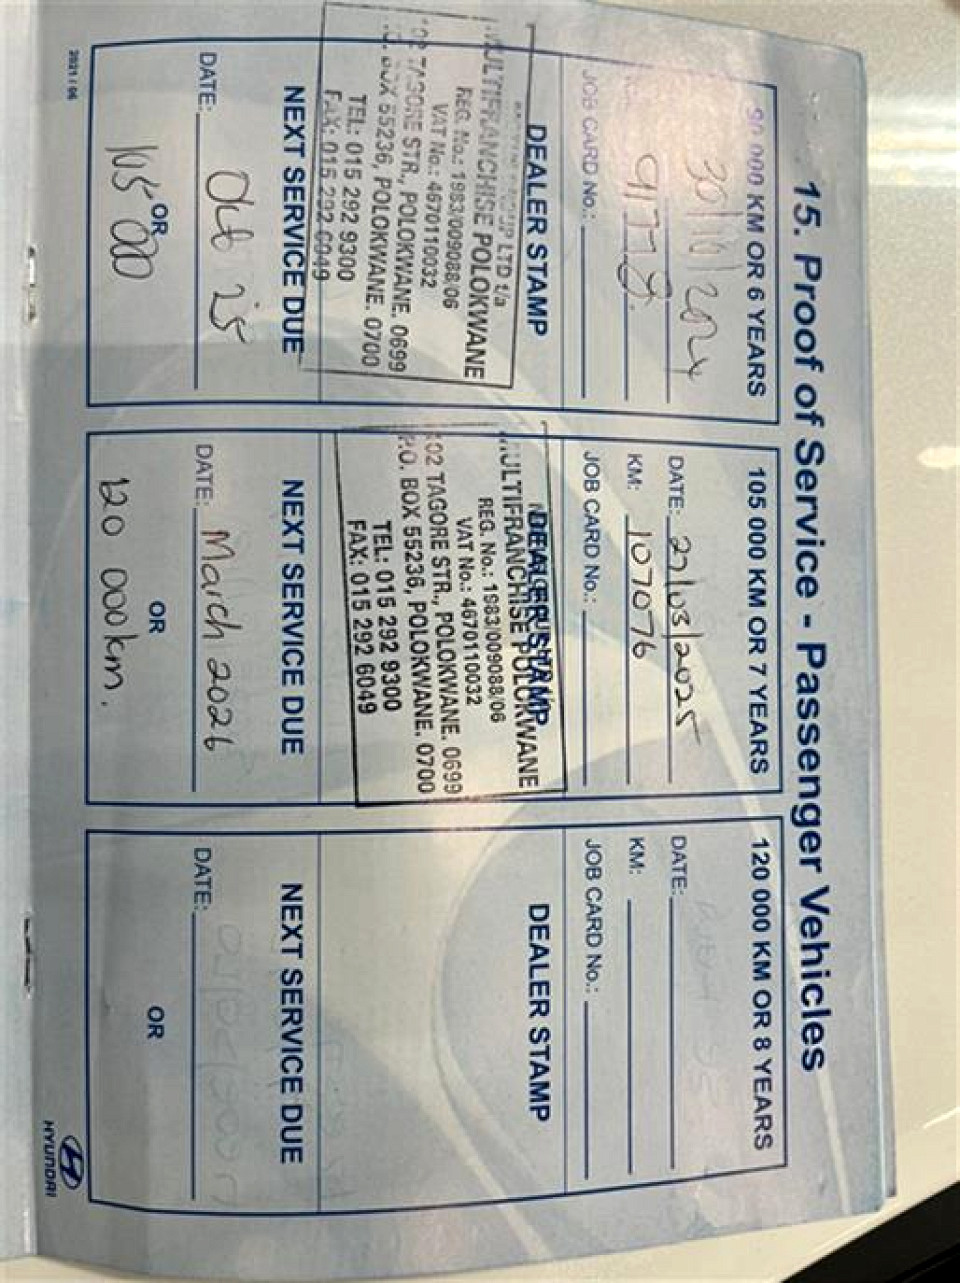 15. Proof of Service - Passenger Vehicles
90 000 KM OR 6 YEARS
30/10/2024
JOB CARD No.:
DEALER STAMP
LTD t/a
MULTIFRANCHISE POLOKWANE
REG. No.: 1983/009088/06
VAT No.: 4670110032
102 TAGORE STR., POLOKWANE. 0699
P.O. BOX 55236, POLOKWANE. 0700
TEL: 015 292 9300
FAX: 015 292 6049
NEXT SERVICE DUE
DATE: Oct 25
OR
105 000
105 000 KM OR 7 YEARS
DATE: 27/03/2025
KM: 107076
JOB CARD No.:
DEALER STAMP
MULTIFRANCHISE POLOKWANE
REG. No.: 1983/009088/06
VAT No.: 4670110032
102 TAGORE STR., POLOKWANE. 0699
P.O. BOX 55236, POLOKWANE. 0700
TEL: 015 292 9300
FAX: 015 292 6049
NEXT SERVICE DUE
DATE: March 2026
OR
120 000km.
120 000 KM OR 8 YEARS
DATE:
KM:
JOB CARD No.:
DEALER STAMP
NEXT SERVICE DUE
DATE:
OR
2021/06
HYUNDAI